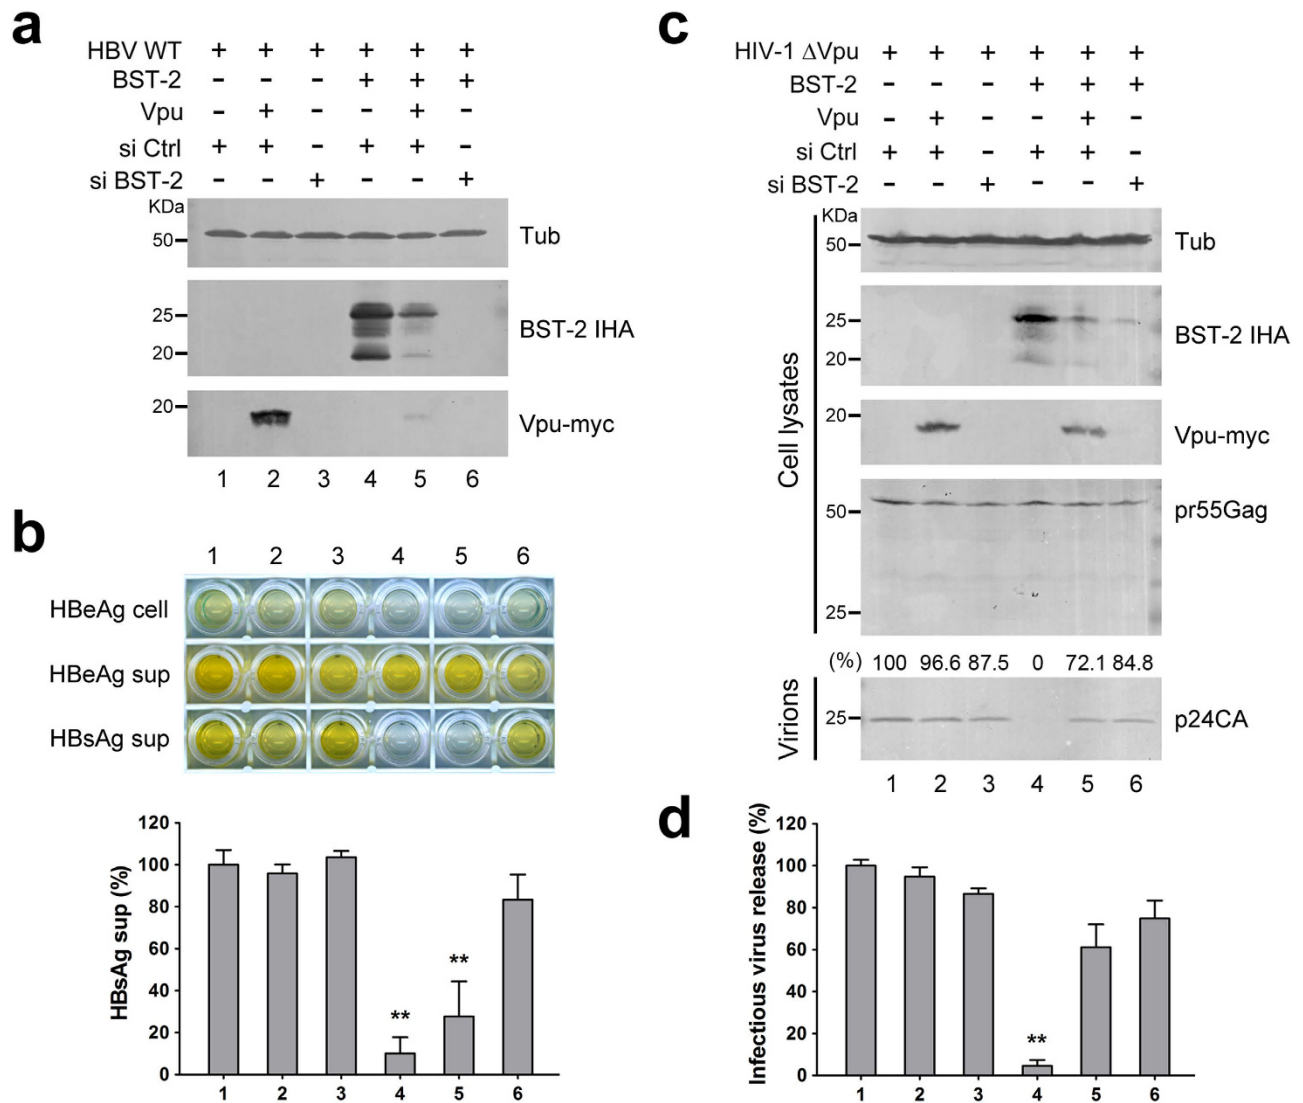 a
HBV WT + + + + + +
BST-2 - - - + + +
Vpu - + - - + -
si Ctrl + + - + + -
si BST-2 - - + - - +
KDa
50 Tub
25 BST-2 IHA
20
20 Vpu-myc
1 2 3 4 5 6
b
1 2 3 4 5 6
HBeAg cell
HBeAg sup
HBsAg sup
HBsAg sup (%)
120
100
80
60
40
20
0
** **
1 2 3 4 5 6
c
HIV-1 ΔVpu + + + + + +
BST-2 - - - + + +
Vpu - + - - + -
si Ctrl + + - + + -
si BST-2 - - + - - +
Cell lysates
KDa
50 Tub
25 BST-2 IHA
20
20 Vpu-myc
50 pr55Gag
25
(%) 100 96.6 87.5 0 72.1 84.8
Virions
25 p24CA
1 2 3 4 5 6
d
Infectious virus release (%)
120
100
80
60
40
20
0
**
1 2 3 4 5 6